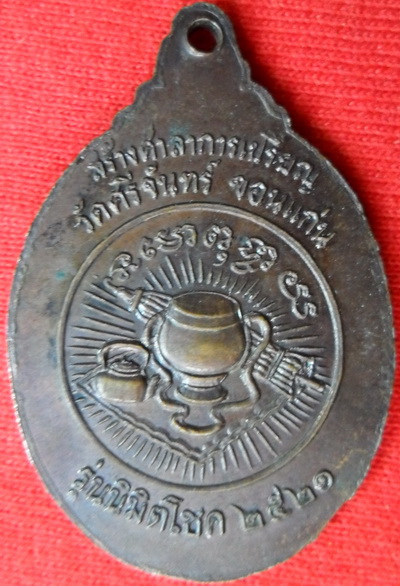 สร้างศาลาการเปรียญ
วัดศรีจันทร์ ขอนแก่น
รุ่นนิมิตโชค ๒๕๒๑